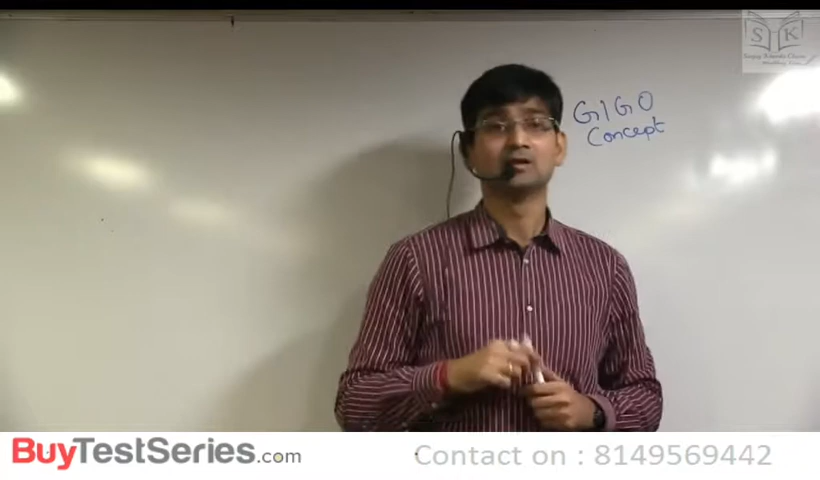 S K
GIGO
Concept
BuyTestSeries.com
Contact on : 8149569442